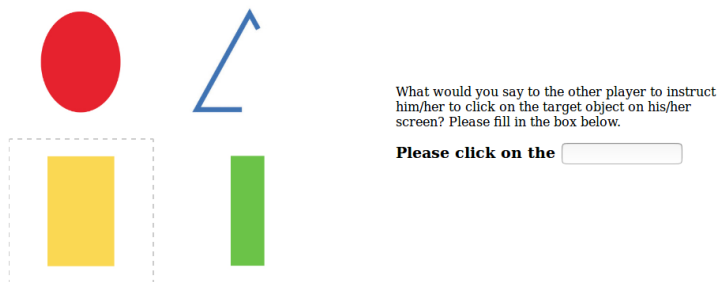 What would you say to the other player to instruct
him/her to click on the target object on his/her
screen? Please fill in the box below.
Please click on the